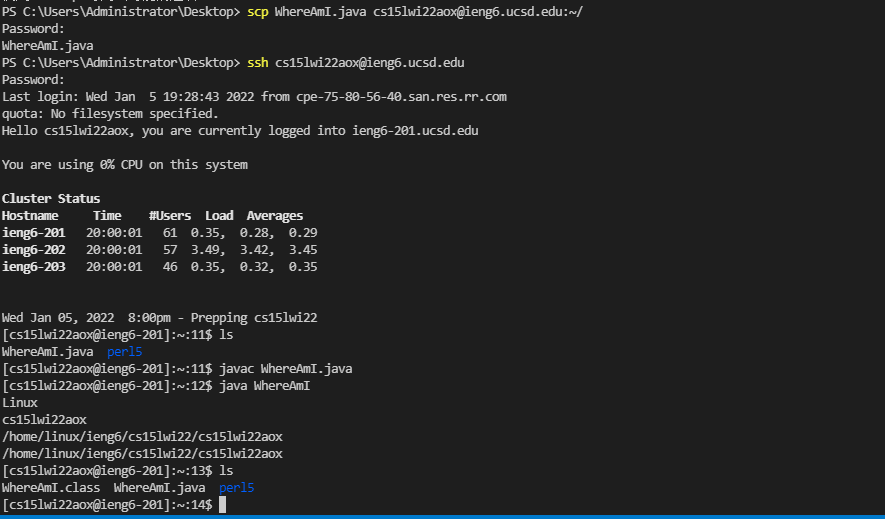 PS C:\Users\Administrator\Desktop> scp WhereAmI.java cs15lwi22aox@ieng6.ucsd.edu:~/
Password:
WhereAmI.java
PS C:\Users\Administrator\Desktop> ssh cs15lwi22aox@ieng6.ucsd.edu
Password:
Last login: Wed Jan  5 19:28:43 2022 from cpe-75-80-56-40.san.res.rr.com
quota: No filesystem specified.
Hello cs15lwi22aox, you are currently logged into ieng6-201.ucsd.edu
You are using 0% CPU on this system
Cluster Status
Hostname     Time    #Users  Load  Averages
ieng6-201   20:00:01   61  0.35,  0.28,  0.29
ieng6-202   20:00:01   57  3.49,  3.42,  3.45
ieng6-203   20:00:01   46  0.35,  0.32,  0.35
Wed Jan 05, 2022  8:00pm - Prepping cs15lwi22
[cs15lwi22aox@ieng6-201]:~:11$ ls
WhereAmI.java  perl5
[cs15lwi22aox@ieng6-201]:~:11$ javac WhereAmI.java
[cs15lwi22aox@ieng6-201]:~:12$ java WhereAmI
Linux
cs15lwi22aox
/home/linux/ieng6/cs15lwi22/cs15lwi22aox
/home/linux/ieng6/cs15lwi22/cs15lwi22aox
[cs15lwi22aox@ieng6-201]:~:13$ ls
WhereAmI.class  WhereAmI.java  perl5
[cs15lwi22aox@ieng6-201]:~:14$